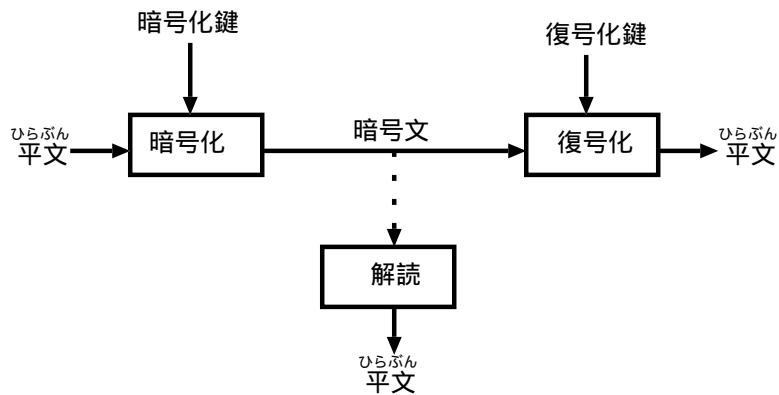 暗号化鍵
復号化鍵
ひらぶん
平文
暗号化
暗号文
復号化
ひらぶん
平文
解読
ひらぶん
平文